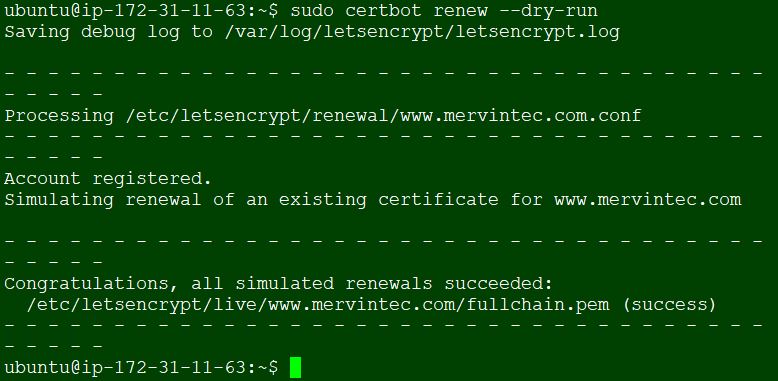 ubuntu@ip-172-31-11-63:~$ sudo certbot renew --dry-run
Saving debug log to /var/log/letsencrypt/letsencrypt.log
- - - - - - - - - - - - - - - - - - - - - - - - - - - - - - - - - - -
- - - - -
Processing /etc/letsencrypt/renewal/www.mervintec.com.conf
- - - - - - - - - - - - - - - - - - - - - - - - - - - - - - - - - - -
- - - - -
Account registered.
Simulating renewal of an existing certificate for www.mervintec.com
- - - - - - - - - - - - - - - - - - - - - - - - - - - - - - - - - - -
- - - - -
Congratulations, all simulated renewals succeeded:
  /etc/letsencrypt/live/www.mervintec.com/fullchain.pem (success)
- - - - - - - - - - - - - - - - - - - - - - - - - - - - - - - - - - -
- - - - -
ubuntu@ip-172-31-11-63:~$